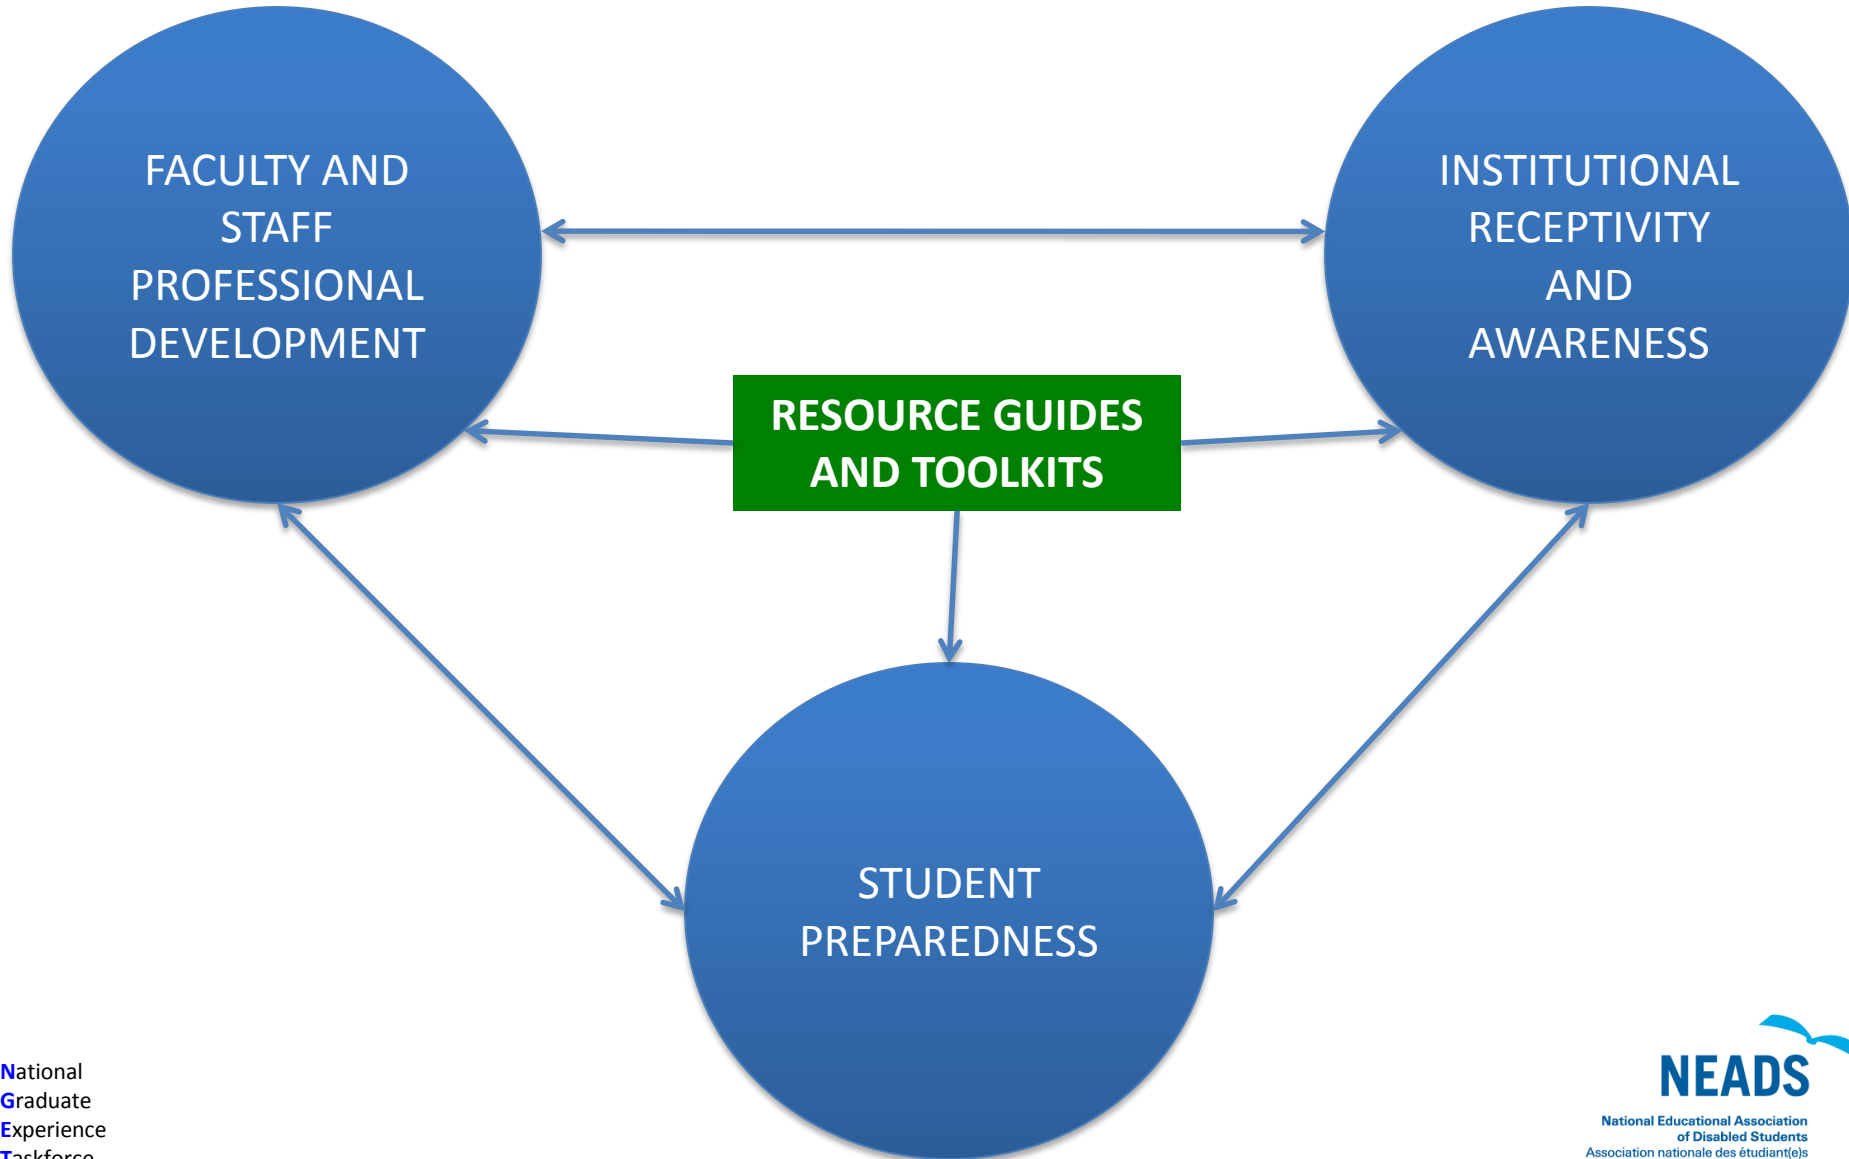 FACULTY AND
STAFF
PROFESSIONAL
DEVELOPMENT
INSTITUTIONAL
RECEPTIVITY
AND
AWARENESS
RESOURCE GUIDES
AND TOOLKITS
STUDENT
PREPAREDNESS
National
Graduate
Experience
Taskforce
NEADS
National Educational Association
of Disabled Students
Association nationale des étudiant(e)s